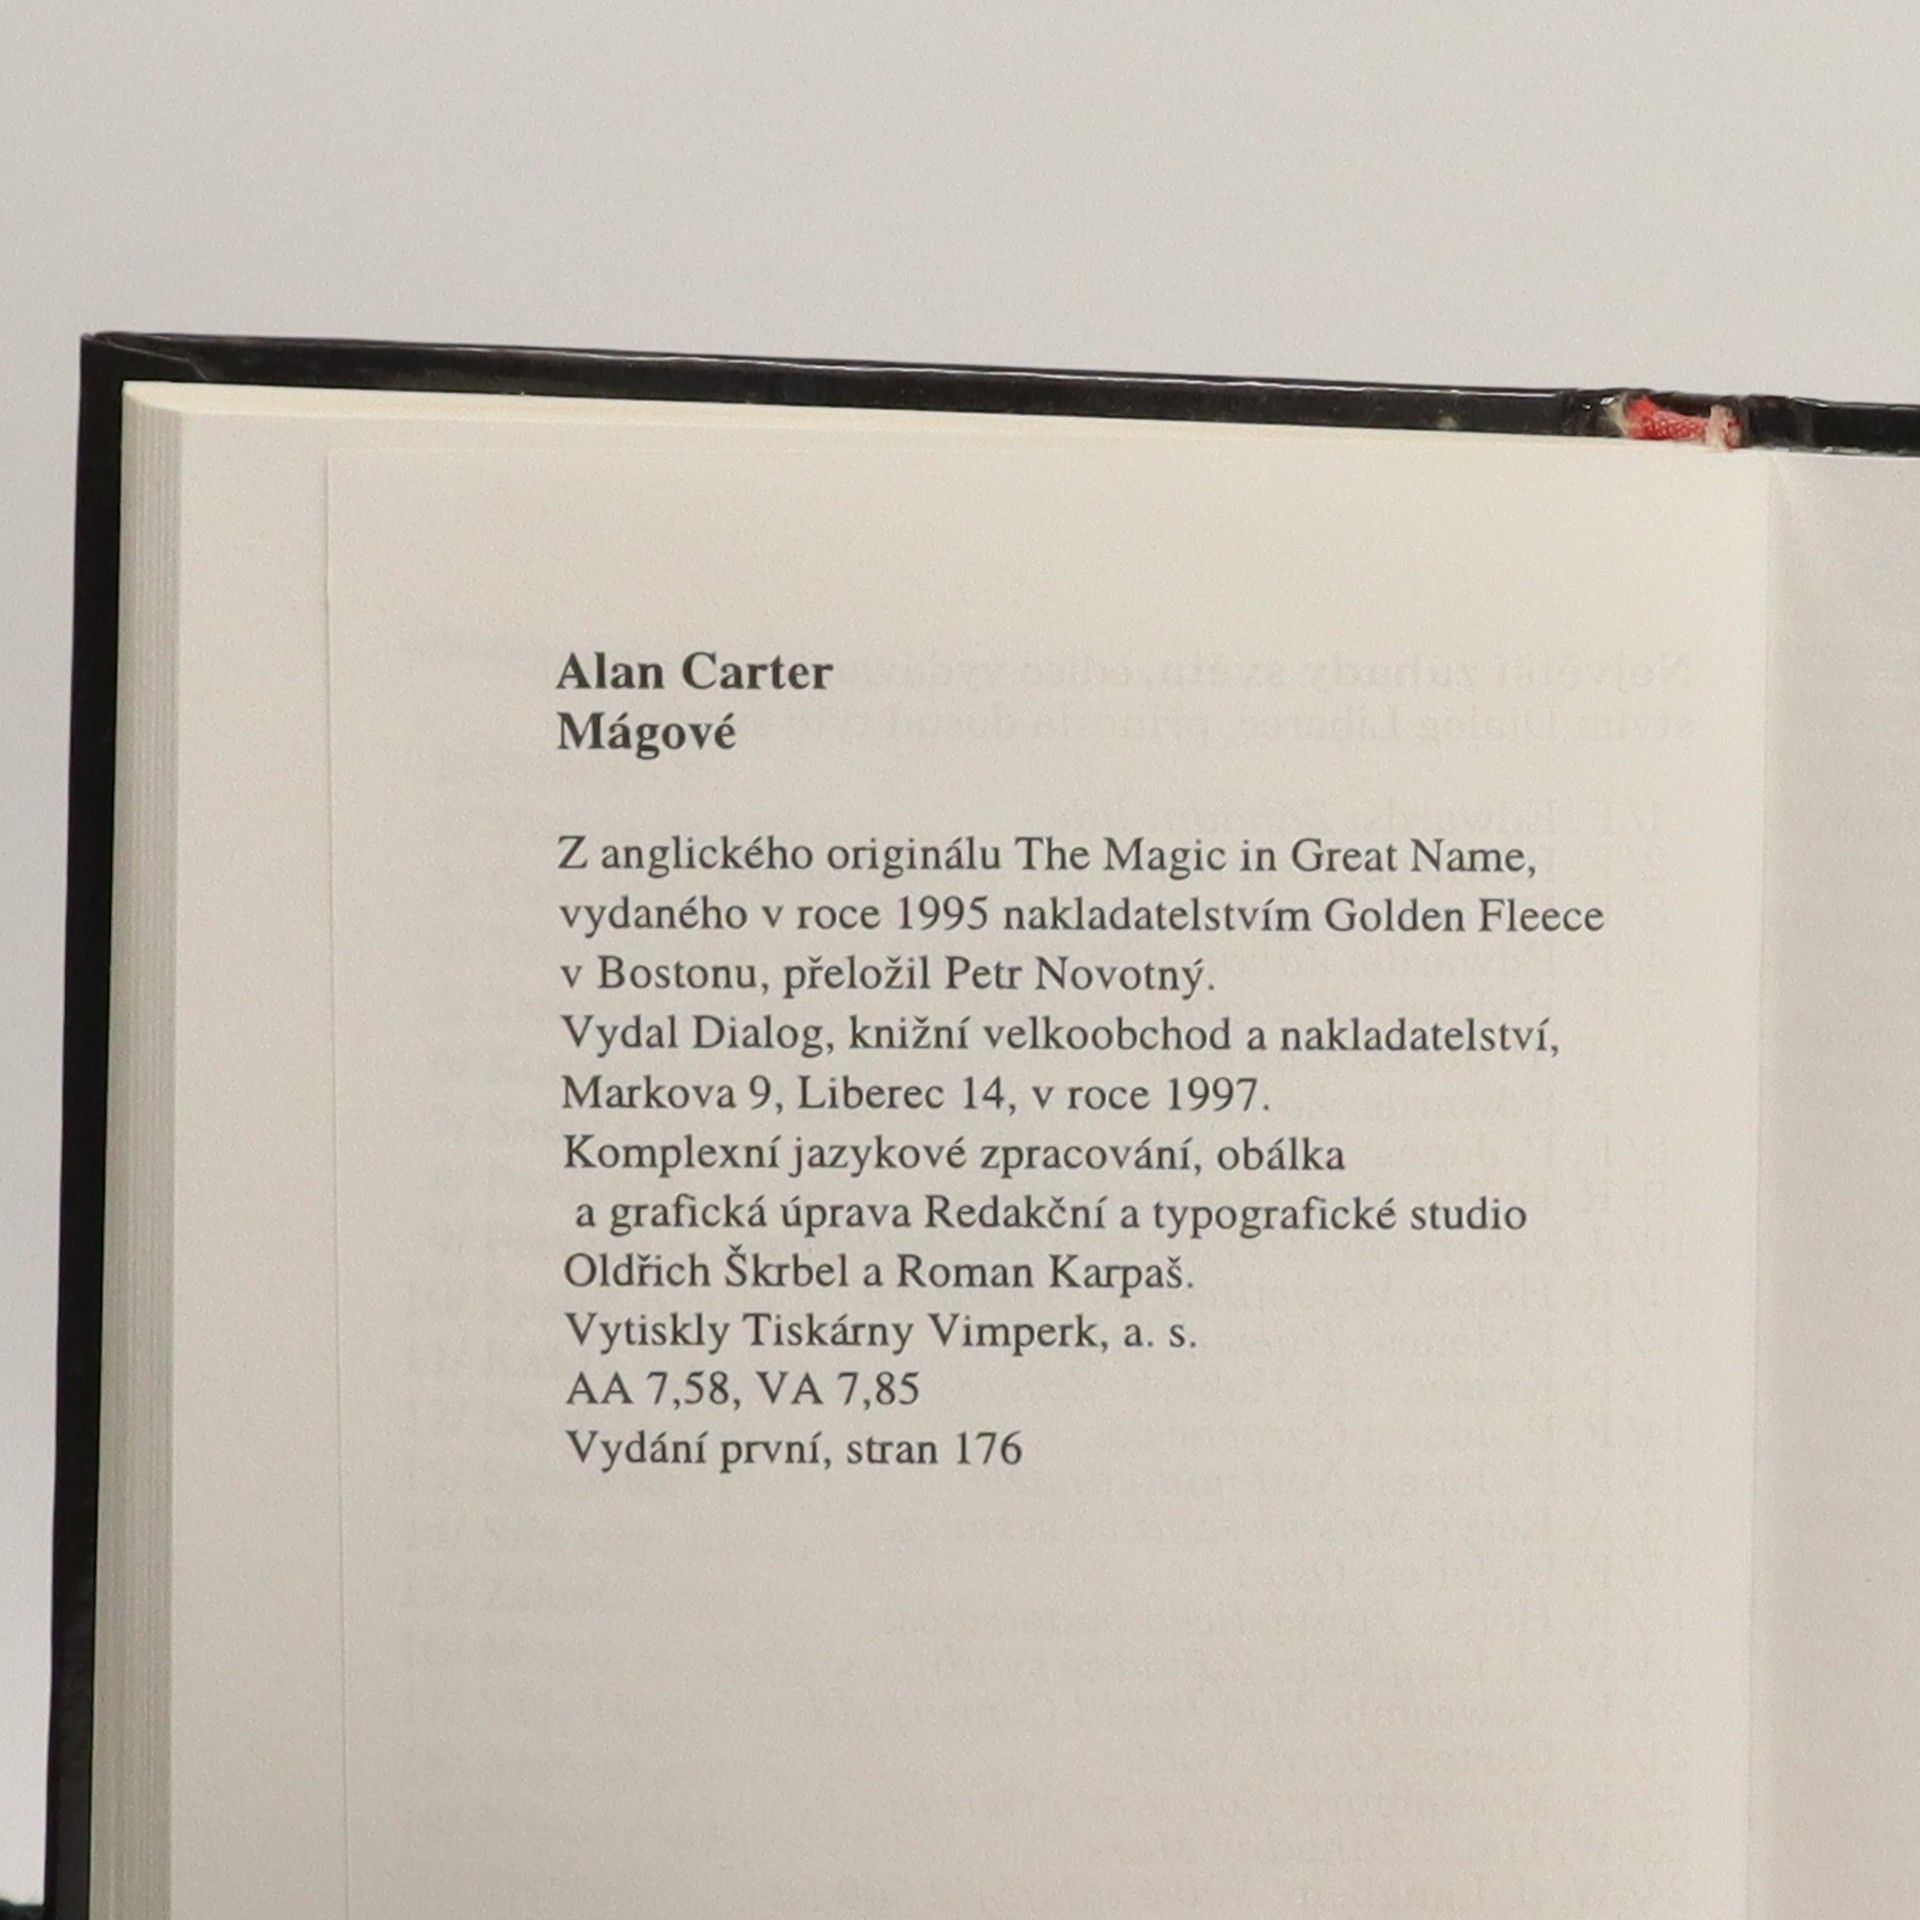 Alan Carter
Mágové
Z anglického originálu The Magic in Great Name,
vydaného v roce 1995 nakladatelstvím Golden Fleece
v Bostonu, přeložil Petr Novotný.
Vydal Dialog, knižní velkoobchod a nakladatelství,
Markova 9, Liberec 14, v roce 1997.
Komplexní jazykové zpracování, obálka
a grafická úprava Redakční a typografické studio
Oldřich Škrbel a Roman Karpaš.
Vytiskly Tiskárny Vimperk, a. s.
AA 7,58, VA 7,85
Vydání první, stran 176